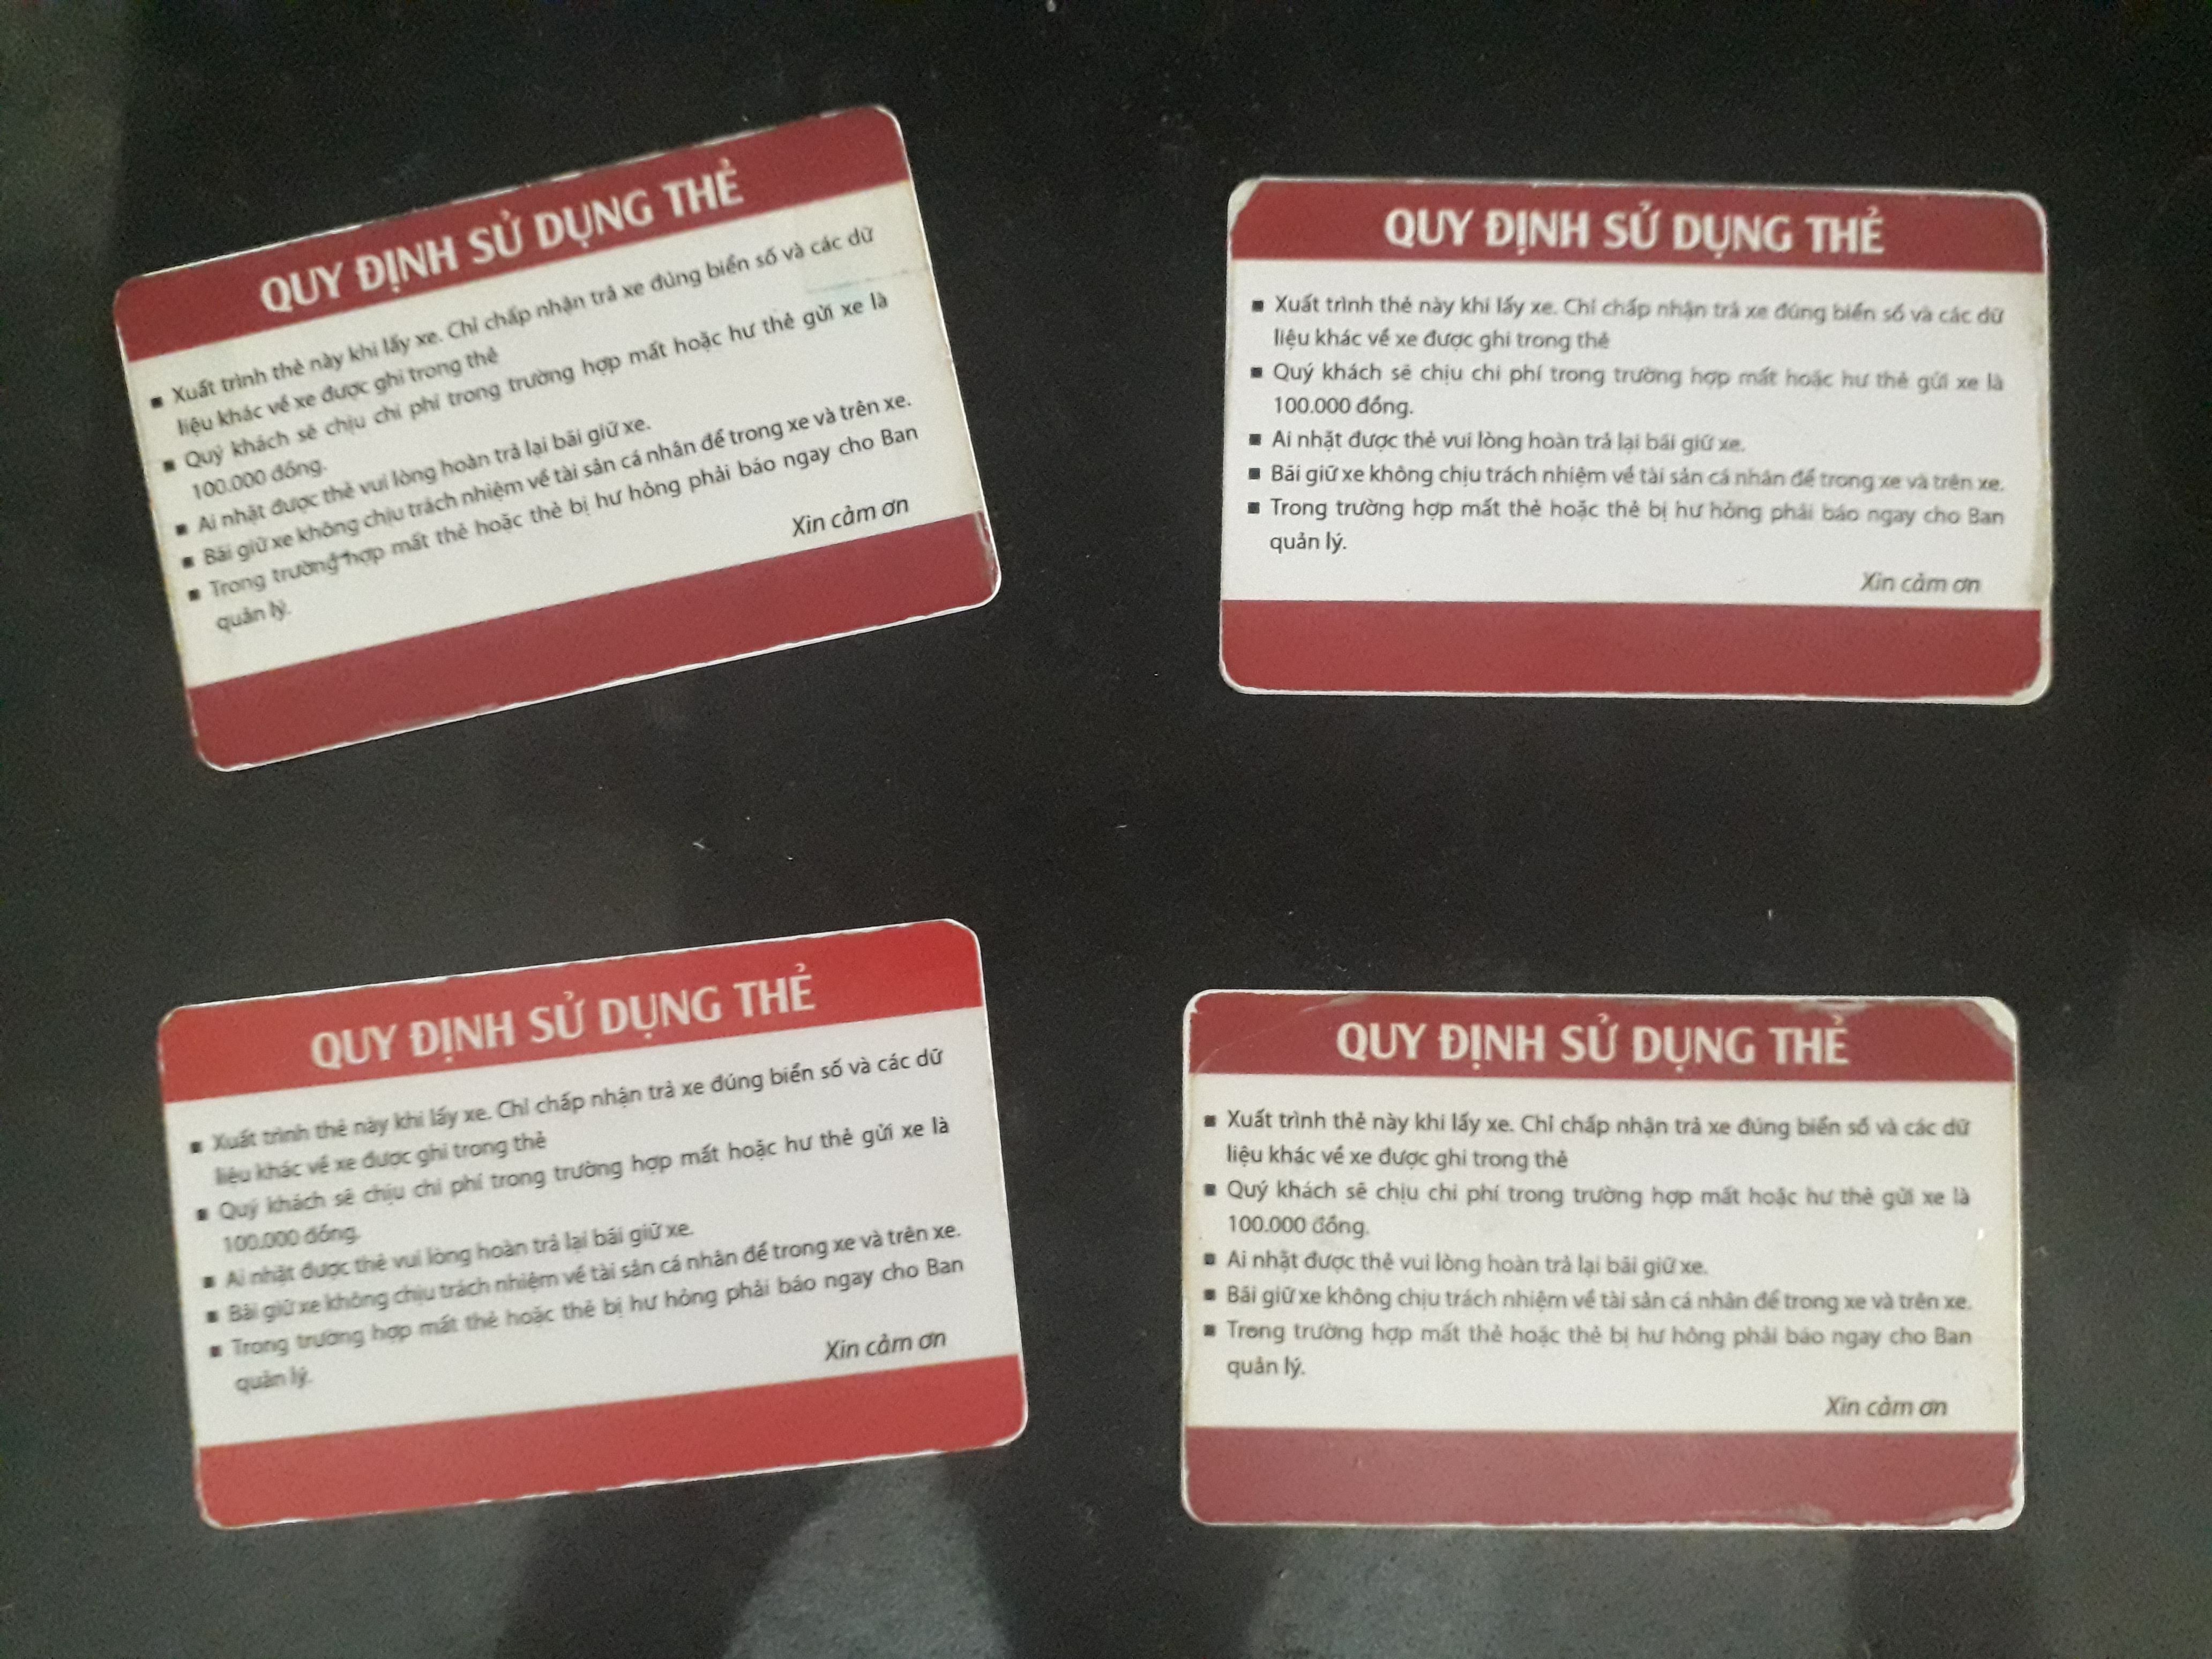 QUY ĐỊNH SỬ DỤNG THẺ
▪ Xuất trình thẻ này khi lấy xe. Chỉ chấp nhận trả xe đúng biển số và các dữ
liệu khác về xe được ghi trong thẻ
▪ Quý khách sẽ chịu chi phí trong trường hợp mất hoặc hư thẻ gửi xe là
100.000 đồng.
▪ Ai nhặt được thẻ vui lòng hoàn trả lại bãi giữ xe.
▪ Bãi giữ xe không chịu trách nhiệm về tài sản cá nhân để trong xe và trên xe.
▪ Trong trường hợp mất thẻ hoặc thẻ bị hư hỏng phải báo ngay cho Ban
quản lý.
Xin cảm ơn
QUY ĐỊNH SỬ DỤNG THẺ
▪ Xuất trình thẻ này khi lấy xe. Chỉ chấp nhận trả xe đúng biển số và các dữ
liệu khác về xe được ghi trong thẻ
▪ Quý khách sẽ chịu chi phí trong trường hợp mất hoặc hư thẻ gửi xe là
100.000 đồng.
▪ Ai nhặt được thẻ vui lòng hoàn trả lại bãi giữ xe.
▪ Bãi giữ xe không chịu trách nhiệm về tài sản cá nhân để trong xe và trên xe.
▪ Trong trường hợp mất thẻ hoặc thẻ bị hư hỏng phải báo ngay cho Ban
quản lý.
Xin cảm ơn
QUY ĐỊNH SỬ DỤNG THẺ
▪ Xuất trình thẻ này khi lấy xe. Chỉ chấp nhận trả xe đúng biển số và các dữ
liệu khác về xe được ghi trong thẻ
▪ Quý khách sẽ chịu chi phí trong trường hợp mất hoặc hư thẻ gửi xe là
100.000 đồng.
▪ Ai nhặt được thẻ vui lòng hoàn trả lại bãi giữ xe.
▪ Bãi giữ xe không chịu trách nhiệm về tài sản cá nhân để trong xe và trên xe.
▪ Trong trường hợp mất thẻ hoặc thẻ bị hư hỏng phải báo ngay cho Ban
quản lý.
Xin cảm ơn
QUY ĐỊNH SỬ DỤNG THẺ
▪ Xuất trình thẻ này khi lấy xe. Chỉ chấp nhận trả xe đúng biển số và các dữ
liệu khác về xe được ghi trong thẻ
▪ Quý khách sẽ chịu chi phí trong trường hợp mất hoặc hư thẻ gửi xe là
100.000 đồng.
▪ Ai nhặt được thẻ vui lòng hoàn trả lại bãi giữ xe.
▪ Bãi giữ xe không chịu trách nhiệm về tài sản cá nhân để trong xe và trên xe.
▪ Trong trường hợp mất thẻ hoặc thẻ bị hư hỏng phải báo ngay cho Ban
quản lý.
Xin cảm ơn